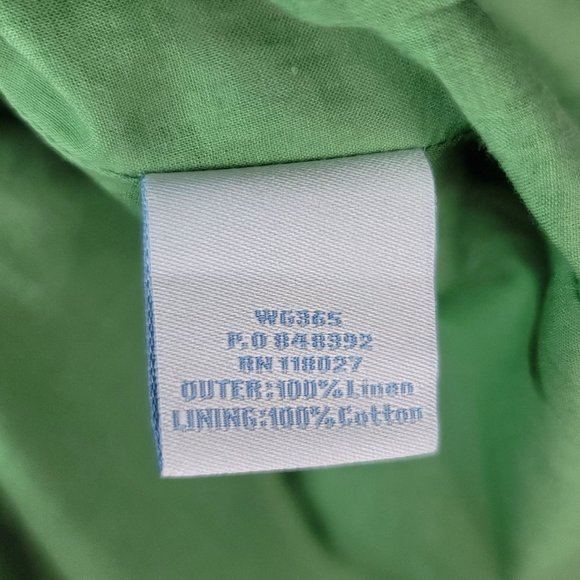 WG365
P.O 848392
RN 118027
OUTER:100%Linen
LINING:100%Cotton